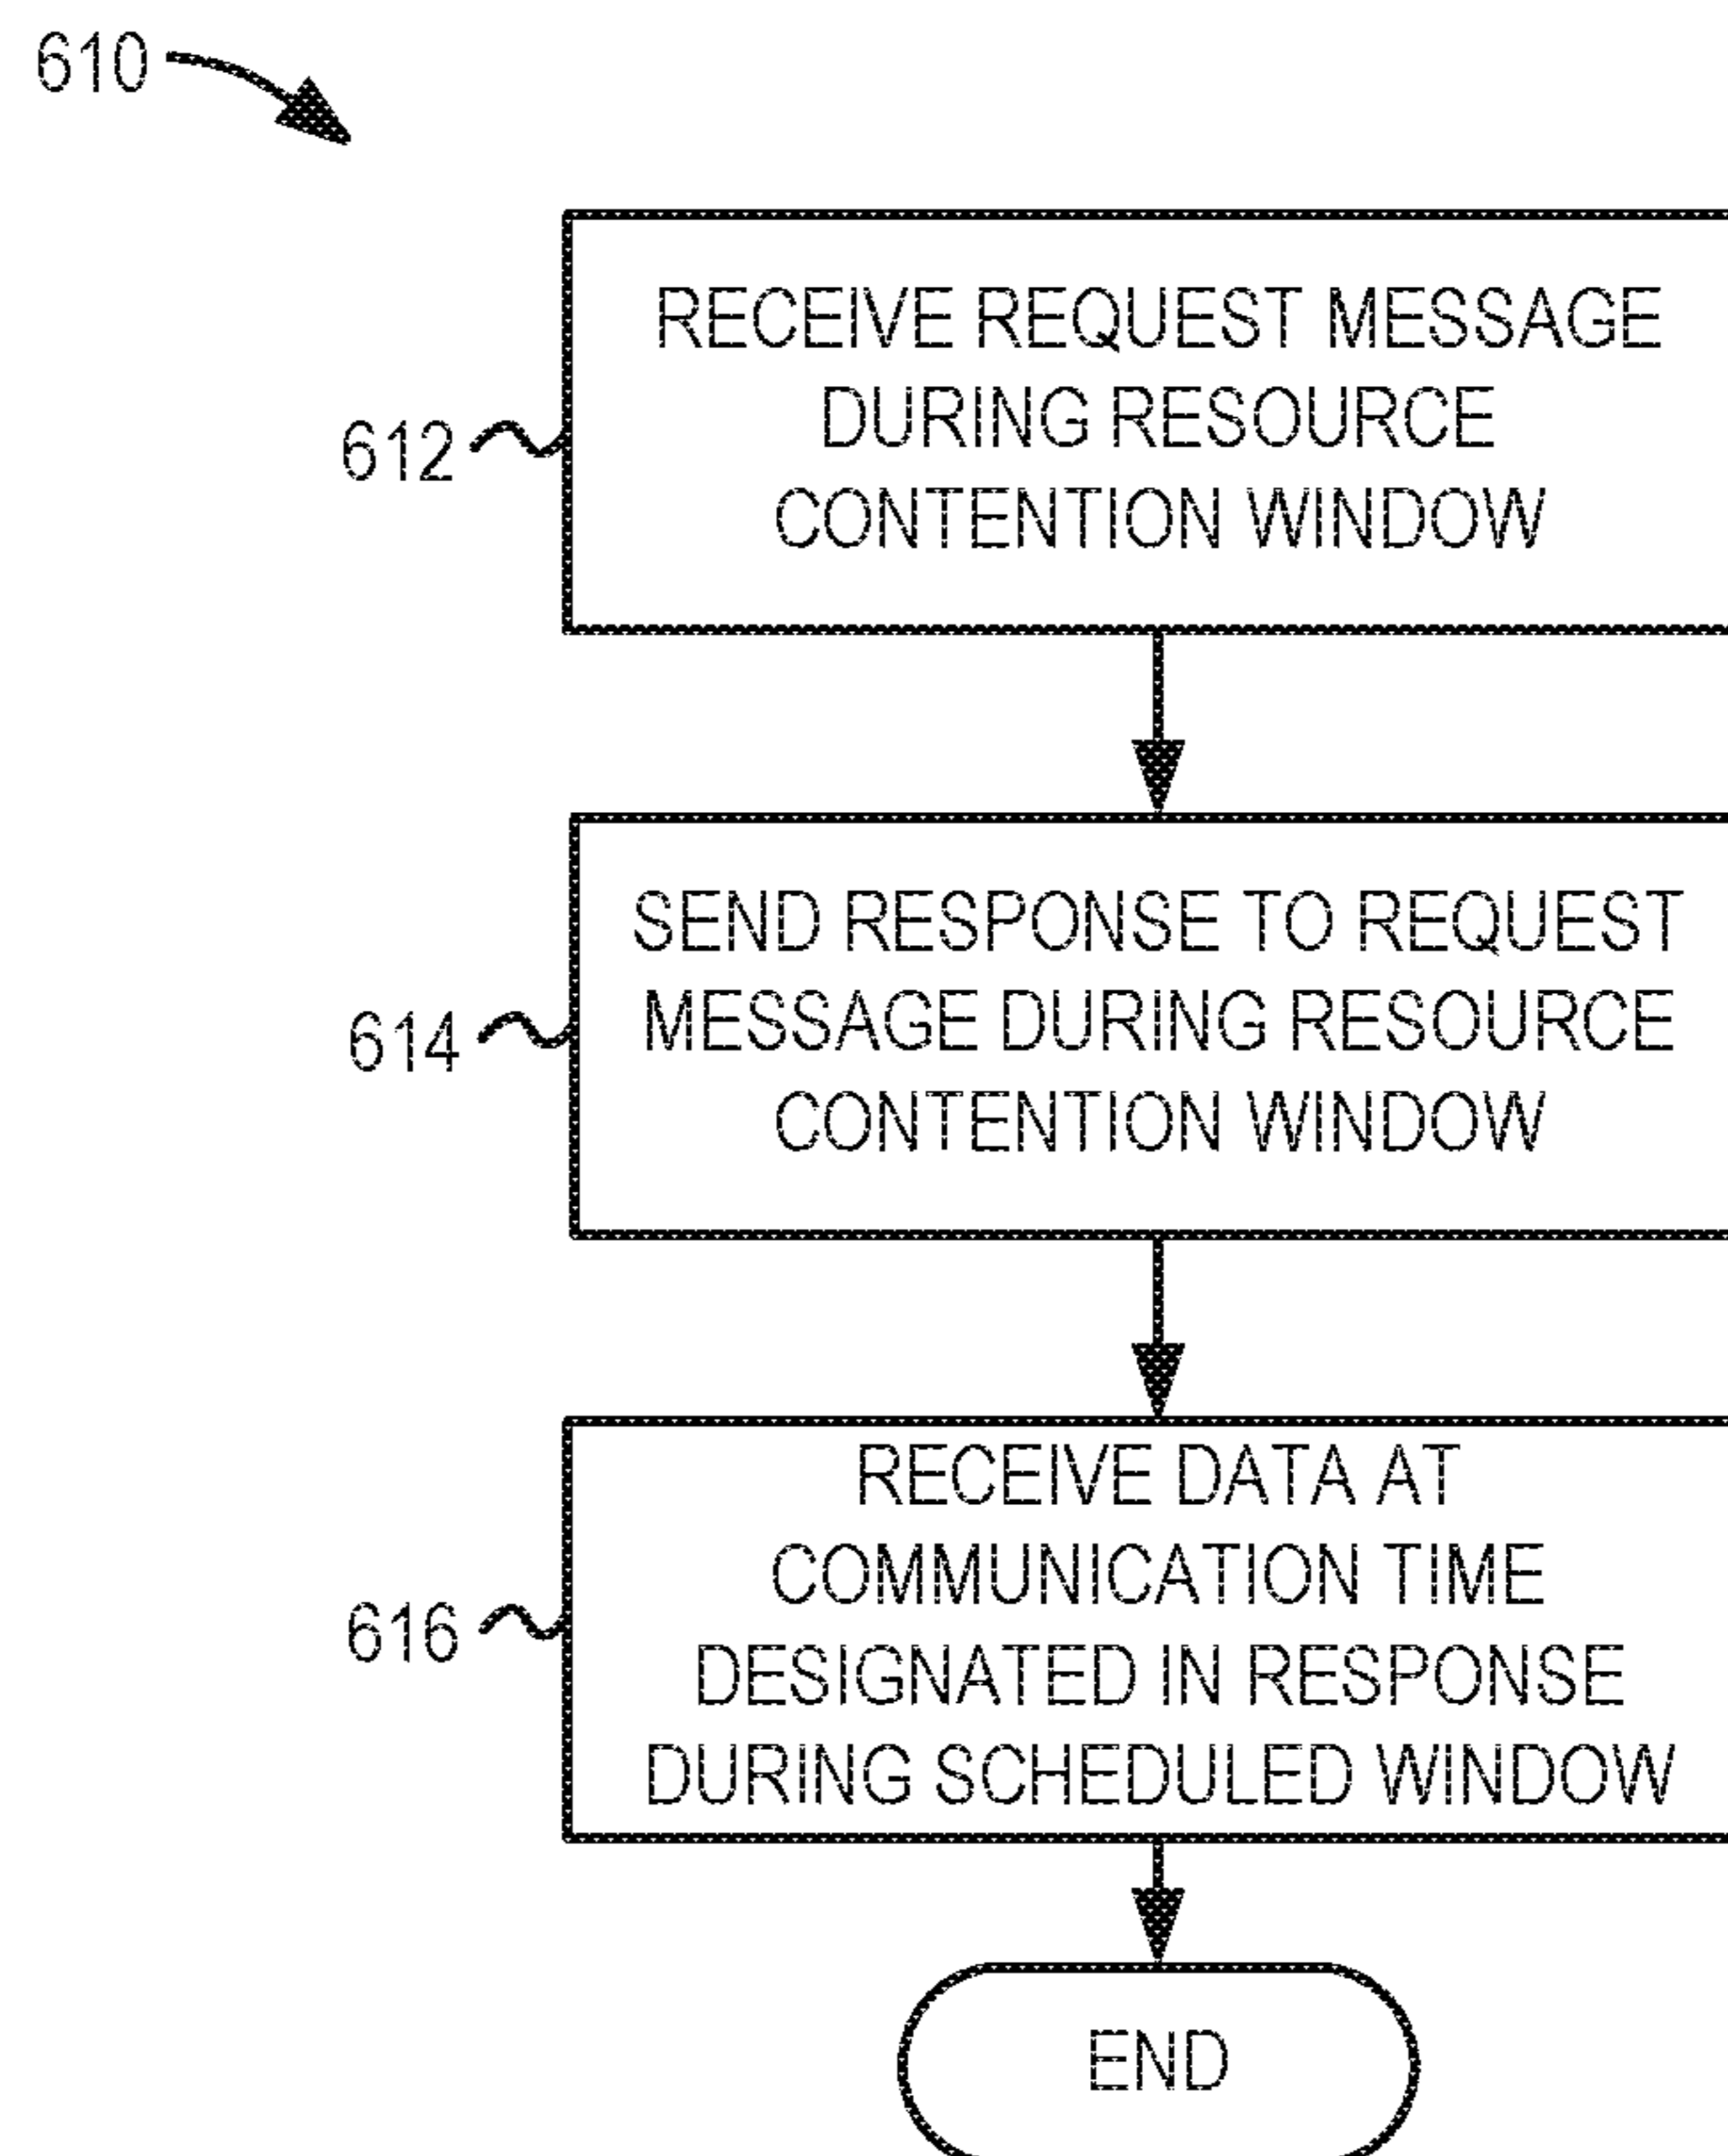 610
RECEIVE REQUEST MESSAGE
DURING RESOURCE
CONTENTION WINDOW
612
SEND RESPONSE TO REQUEST
MESSAGE DURING RESOURCE
CONTENTION WINDOW
614
RECEIVE DATA AT
COMMUNICATION TIME
DESIGNATED IN RESPONSE
DURING SCHEDULED WINDOW
616
END